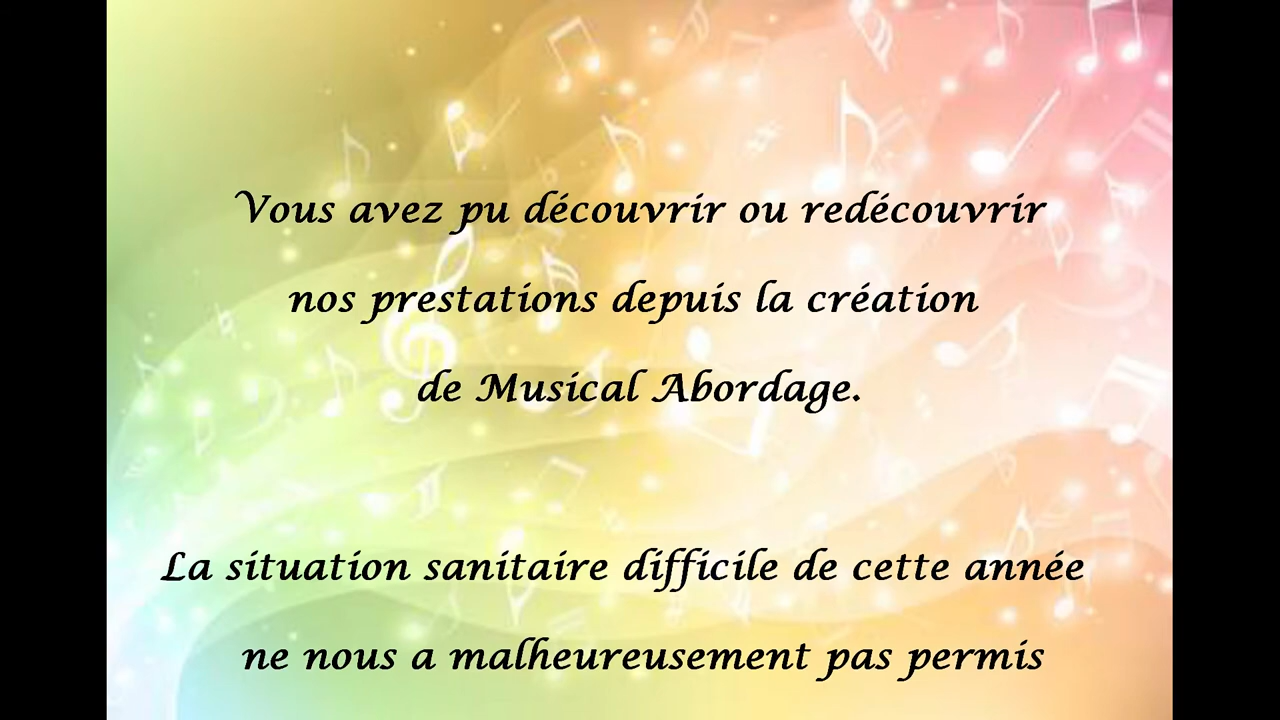 Vous avez pu découvrir ou redécouvrir
nos prestations depuis la création
de Musical Abordage.
La situation sanitaire difficile de cette année
ne nous a malheureusement pas permis